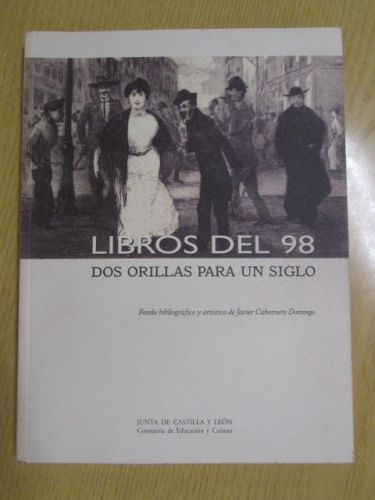 LIBROS DEL 98
DOS ORILLAS PARA UN SIGLO
Fondo bibliográfico y artístico de Javier Cabornero Domingo
JUNTA DE CASTILLA Y LEÓN
Consejería de Educación y Cultura